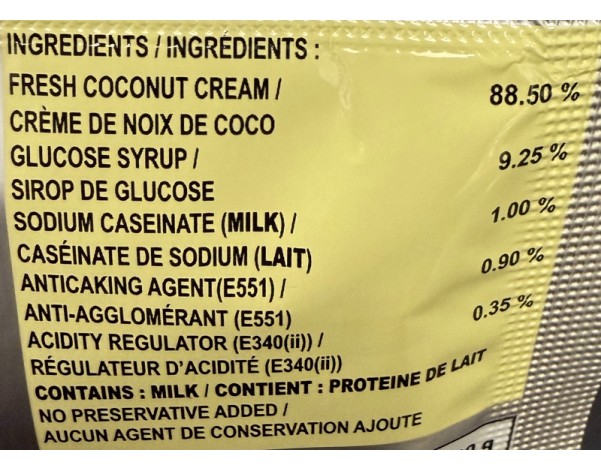 INGREDIENTS / INGRÉDIENTS :
FRESH COCONUT CREAM / 88.50 %
CRÈME DE NOIX DE COCO
GLUCOSE SYRUP / 9.25 %
SIROP DE GLUCOSE
SODIUM CASEINATE (MILK) / 1.00 %
CASÉINATE DE SODIUM (LAIT)
ANTICAKING AGENT(E551) / 0.90 %
ANTI-AGGLOMÉRANT (E551)
ACIDITY REGULATOR (E340(ii)) / 0.35 %
RÉGULATEUR D'ACIDITÉ (E340(ii))
CONTAINS : MILK / CONTIENT : PROTEINE DE LAIT
NO PRESERVATIVE ADDED /
AUCUN AGENT DE CONSERVATION AJOUTE